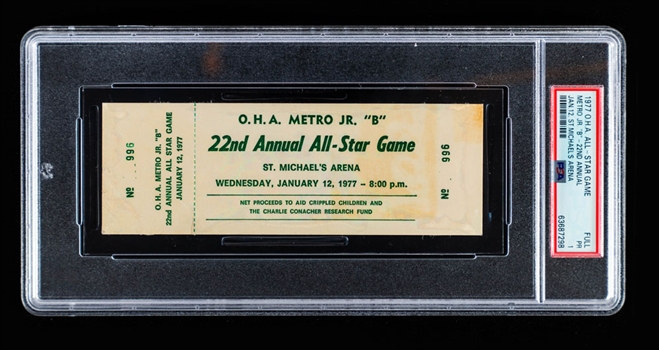 Nº 996
O.H.A. METRO JR. "B"
22nd ANNUAL ALL STAR GAME
JANUARY 12, 1977
O.H.A. METRO JR. "B"
22nd Annual All-Star Game
ST. MICHAEL'S ARENA
WEDNESDAY, JANUARY 12, 1977 - 8:00 p.m.
NET PROCEEDS TO AID CRIPPLED CHILDREN AND
THE CHARLIE CONACHER RESEARCH FUND
Nº 996
1977 O.H.A. ALL - STAR GAME FULL
METRO JR. "B" - 22ND ANNUAL PR
JAN 12, ST MICHAEL'S ARENA 1
PSA 63687298